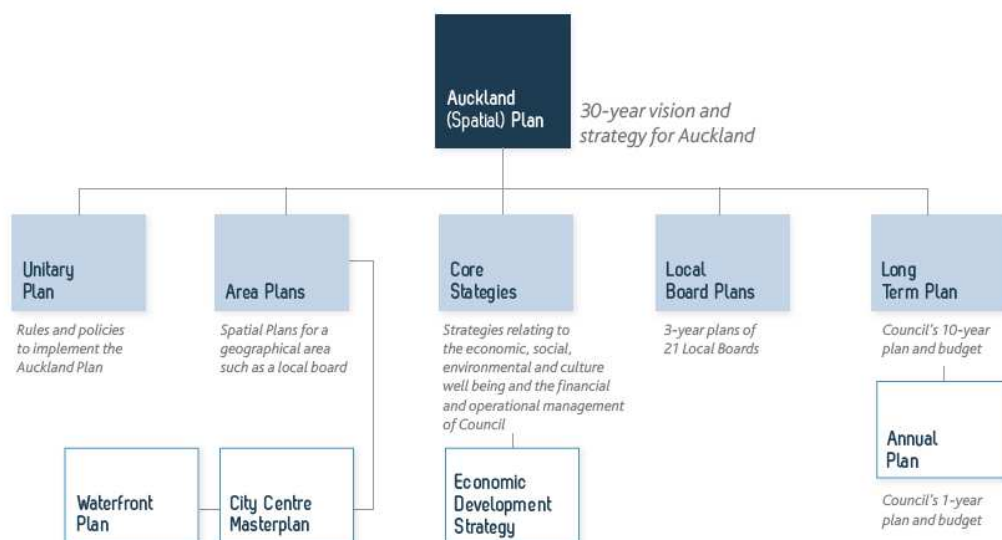 Auckland
(Spatial) Plan
30-year vision and
strategy for Auckland
Unitary
Plan
Rules and policies
to implement the
Auckland Plan
Area Plans
Spatial Plans for a
geographical area
such as a local board
Core
Stategies
Strategies relating to
the economic, social,
environmental and culture
well being and the financial
and operational management
of Council
Local
Board Plans
3-year plans of
21 Local Boards
Long
Term Plan
Council's 10-year
plan and budget
Waterfront
Plan
City Centre
Masterplan
Economic
Development
Strategy
Annual
Plan
Council's 1-year
plan and budget